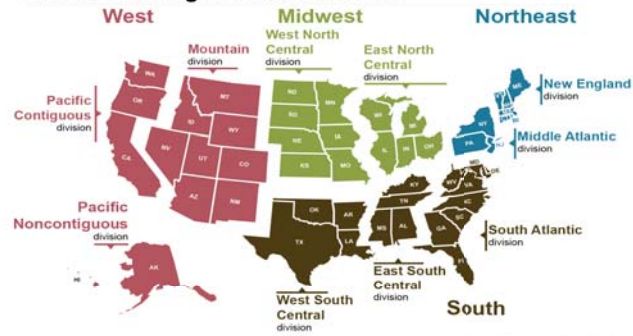 West
Midwest
Northeast
Mountain
division
West North
Central
division
East North
Central
division
New England
division
Middle Atlantic
division
Pacific
Contiguous
division
Pacific
Noncontiguous
division
South Atlantic
division
East South
Central
division
West South
Central
division
South
WA
OR
CA
NV
ID
MT
WY
UT
CO
AZ
NM
AK
HI
ND
SD
NE
KS
MN
IA
MO
WI
IL
IN
MI
OH
NY
PA
NJ
ME
RI
OK
TX
AR
LA
KY
TN
MS
AL
GA
FL
SC
NC
VA
WV
MD
DE